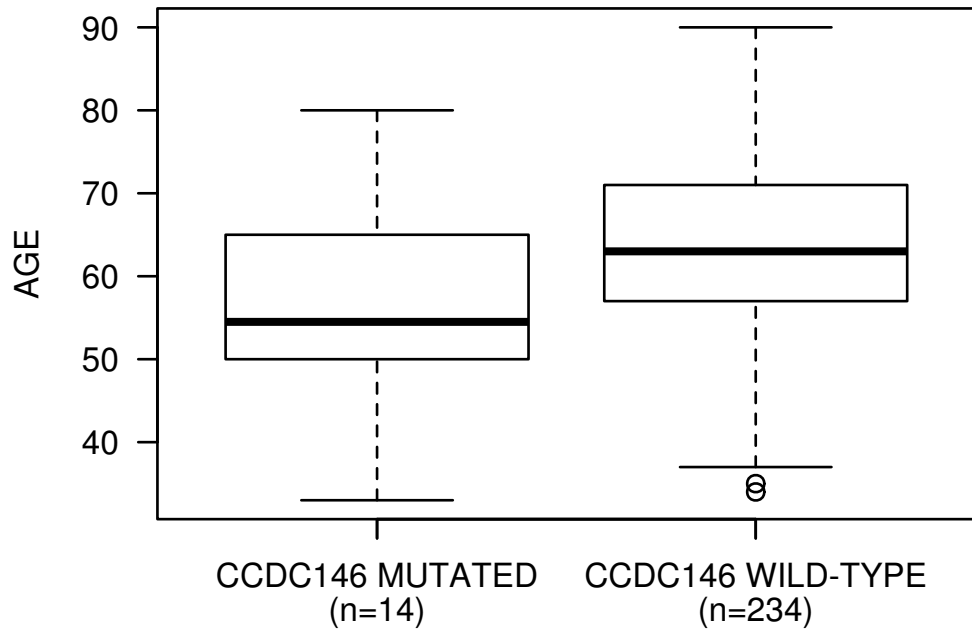 90
80
70
60
50
40
AGE
CCDC146 MUTATED
(n=14)
CCDC146 WILD-TYPE
(n=234)